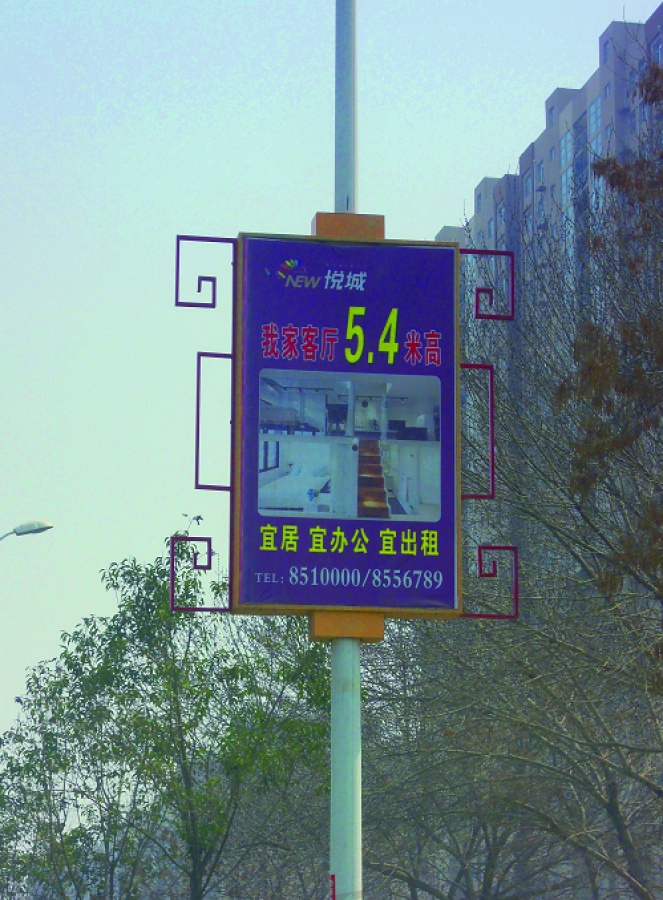 NEW 悦城
我家客厅5.4米高
宜居 宜办公 宜出租
TEL: 8510000/8556789